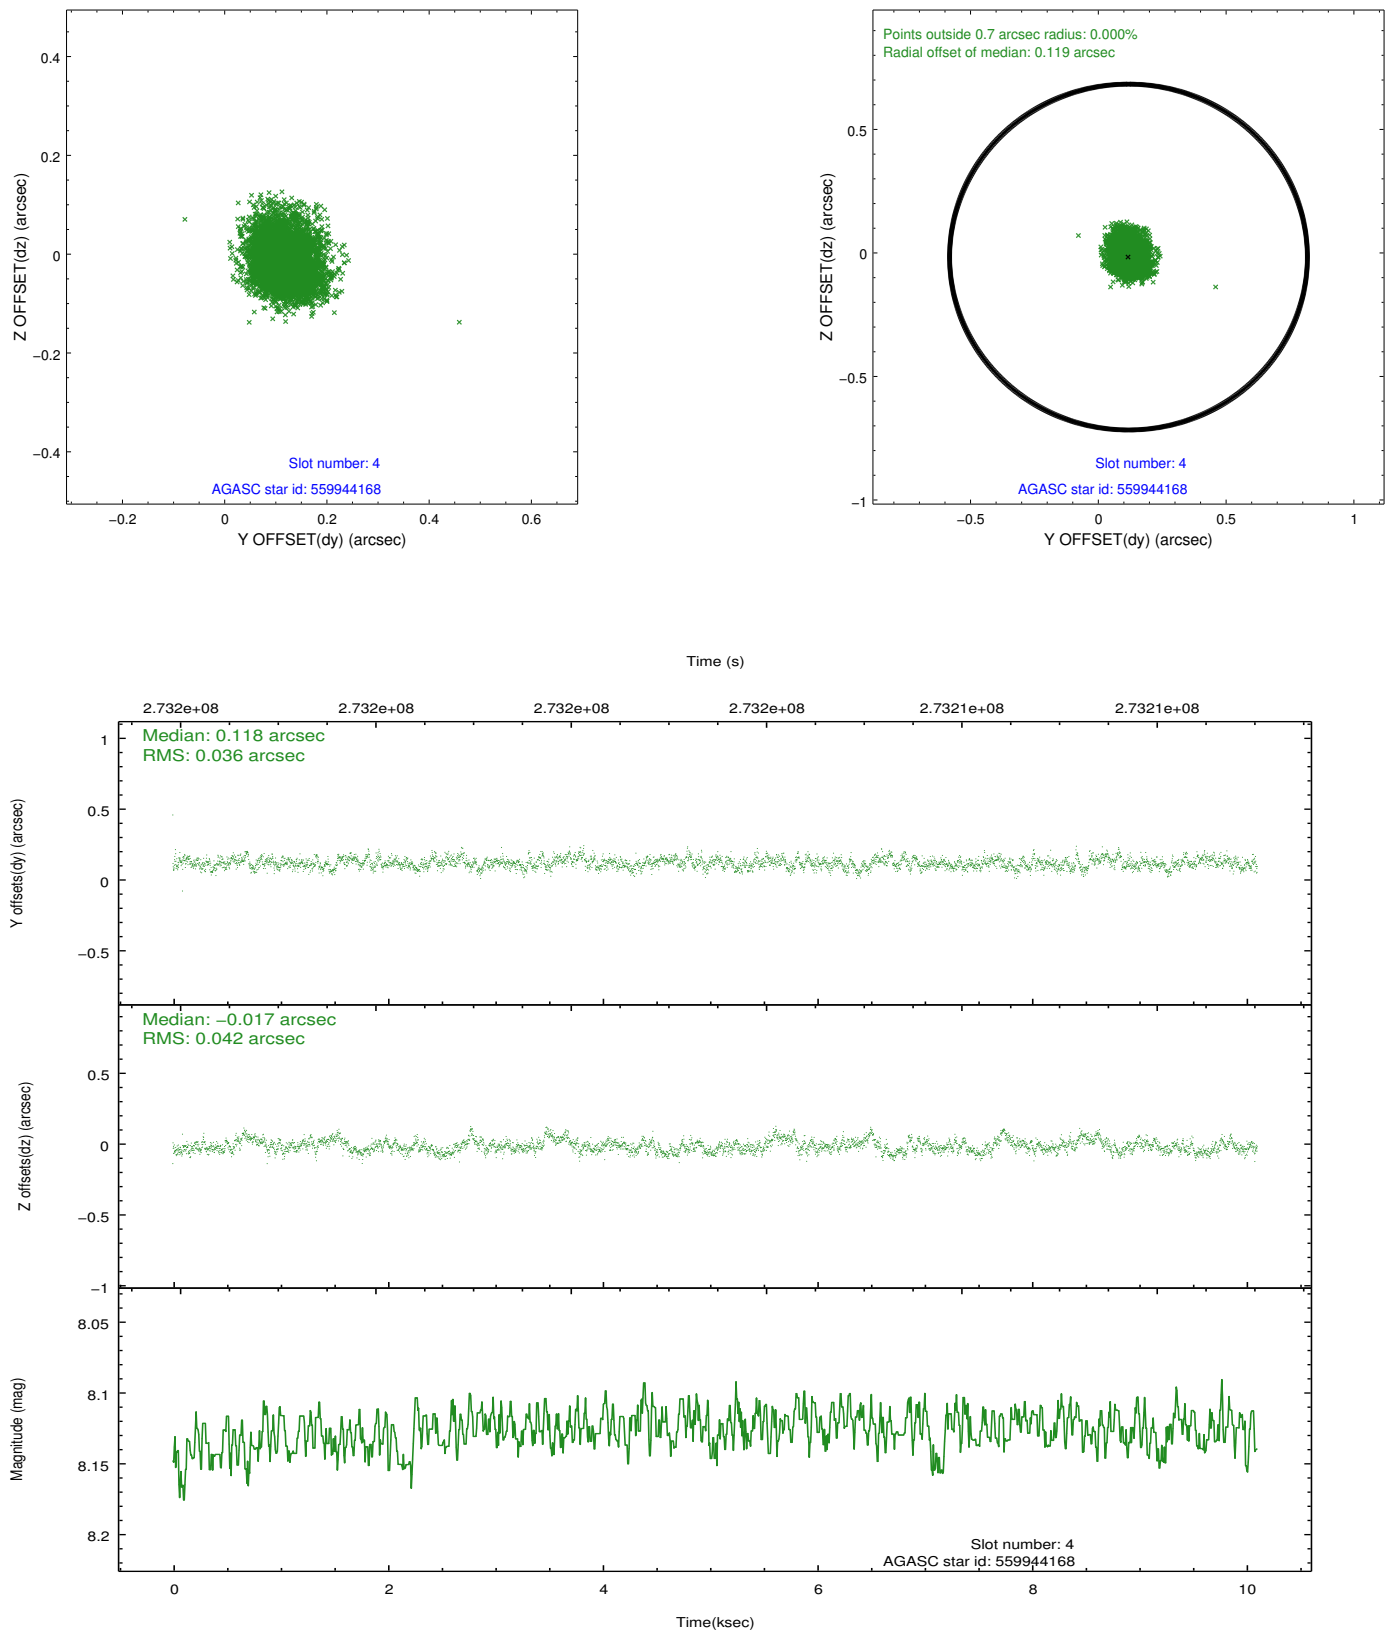 0.4
0.2
0
−0.2
−0.4
Z OFFSET(dz) (arcsec)
Slot number: 4
AGASC star id: 559944168
−0.2
0
0.2
0.4
0.6
Y OFFSET(dy) (arcsec)
Points outside 0.7 arcsec radius: 0.000%
Radial offset of median: 0.119 arcsec
0.5
0
−0.5
−1
Z OFFSET(dz) (arcsec)
Slot number: 4
AGASC star id: 559944168
−0.5
0
0.5
1
Y OFFSET(dy) (arcsec)
Time (s)
2.732e+08
2.732e+08
2.732e+08
2.732e+08
2.7321e+08
2.7321e+08
Median: 0.118 arcsec
RMS: 0.036 arcsec
1
0.5
0
−0.5
Y offsets(dy) (arcsec)
Median: −0.017 arcsec
RMS: 0.042 arcsec
0.5
0
−0.5
−1
Z offsets(dz) (arcsec)
8.05
8.1
8.15
8.2
Magnitude (mag)
Slot number: 4
AGASC star id: 559944168
0
2
4
6
8
10
Time(ksec)